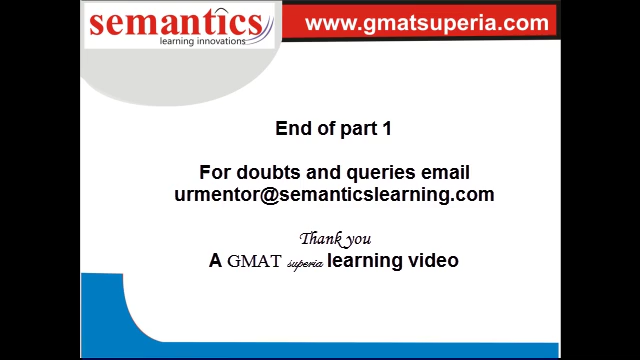 semantics
learning innovations
www.gmatsuperia.com
End of part 1
For doubts and queries email
urmentor@semanticslearning.com
Thank you
A GMAT superia learning video